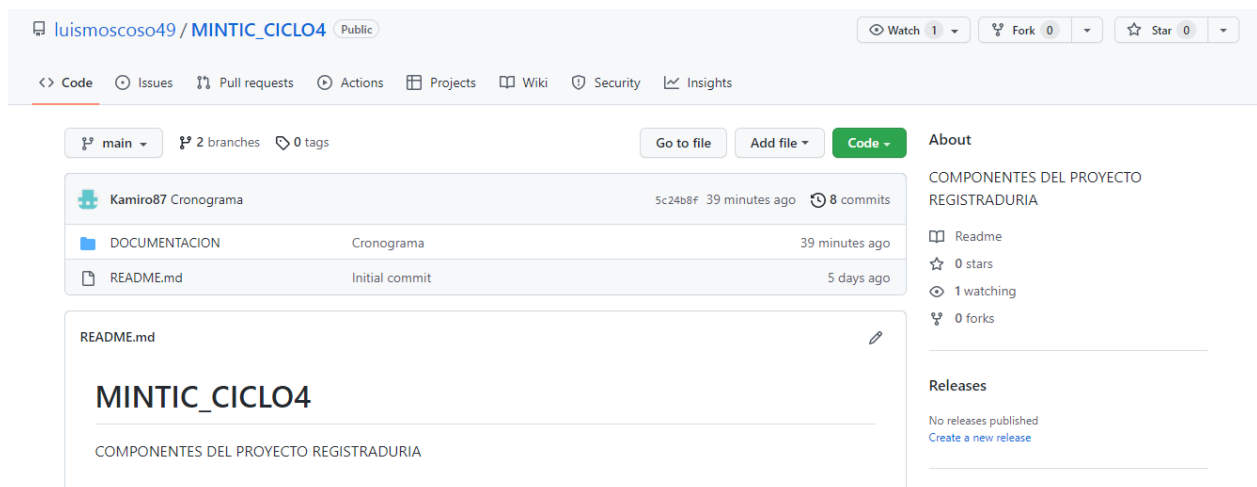 luismoscoso49 / MINTIC_CICLO4 Public
Watch 1 Fork 0 Star 0
<> Code Issues Pull requests Actions Projects Wiki Security Insights
main 2 branches 0 tags Go to file Add file Code
Kamiro87 Cronograma 5c24b8f 39 minutes ago 8 commits
DOCUMENTACION Cronograma 39 minutes ago
README.md Initial commit 5 days ago
README.md
MINTIC_CICLO4
COMPONENTES DEL PROYECTO REGISTRADURIA
About
COMPONENTES DEL PROYECTO
REGISTRADURIA
Readme
0 stars
1 watching
0 forks
Releases
No releases published
Create a new release